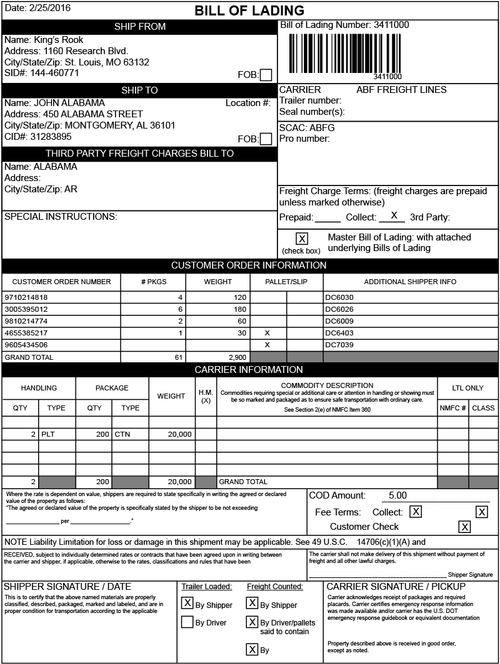 Date: 2/25/2016
BILL OF LADING
SHIP FROM
Name: King's Rook
Address: 1160 Research Blvd.
City/State/Zip: St. Louis, MO 63132
SID#: 144-460771
FOB:
Bill of Lading Number: 3411000
3411000
SHIP TO
Name: JOHN ALABAMA Location #:
Address: 450 ALABAMA STREET
City/State/Zip: MONTGOMERY, AL 36101
CID#: 31283895
FOB:
CARRIER ABF FREIGHT LINES
Trailer number:
Seal number(s):
SCAC: ABFG
Pro number:
THIRD PARTY FREIGHT CHARGES BILL TO
Name: ALABAMA
Address:
City/State/Zip: AR
SPECIAL INSTRUCTIONS:
Freight Charge Terms: (freight charges are prepaid
unless marked otherwise)
Prepaid: _____ Collect: __X__ 3rd Party:
X
(check box)
Master Bill of Lading: with attached
underlying Bills of Lading
CUSTOMER ORDER INFORMATION
CUSTOMER ORDER NUMBER # PKGS WEIGHT PALLET/SLIP ADDITIONAL SHIPPER INFO
9710214818 4 120 DC6030
3005395012 6 180 DC6026
9810214774 2 60 DC6009
4655385217 1 30 X DC6403
9605434506 X DC7039
GRAND TOTAL 61 2,900
CARRIER INFORMATION
HANDLING PACKAGE WEIGHT H.M. (X) COMMODITY DESCRIPTION LTL ONLY
Commodities requiring special or additional care or attention in handling or showing must
be so marked and packaged as to ensure safe transportation with ordinary care.
See Section 2(e) of NMFC Item 360
QTY TYPE QTY TYPE NMFC # CLASS
2 PLT 200 CTN 20,000
2 200 20,000 GRAND TOTAL
Where the rate is dependent on value, shippers are required to state specifically in writing the agreed or declared
value of the property as follows:
"The agreed or declared value of the property is specifically stated by the shipper to be not exceeding
_______________ per _______________."
COD Amount: 5.00
Fee Terms: Collect: X X
Customer Check X
NOTE Liability Limitation for loss or damage in this shipment may be applicable. See 49 U.S.C. 14706(c)(1)(A) and
RECEIVED, subject to individually determined rates or contracts that have been agreed upon in writing between
the carrier and shipper, if applicable, otherwise to the rates, classifications and rules that have been
The carrier shall not make delivery of this shipment without payment of
freight and all other lawful charges.
_______________ Shipper Signature
SHIPPER SIGNATURE / DATE
This is to certify that the above named materials are properly
classified, described, packaged, marked and labeled, and are in
proper condition for transportation according to the applicable
Trailer Loaded:
X By Shipper
By Driver
Freight Counted:
X By Shipper
X By Driver/pallets
said to contain
X By
CARRIER SIGNATURE / PICKUP
Carrier acknowledges receipt of packages and required
placards. Carrier certifies emergency response information
was made available and/or carrier has the U.S. DOT
emergency response guidebook or equivalent documentation
Property described above is received in good order,
except as noted.